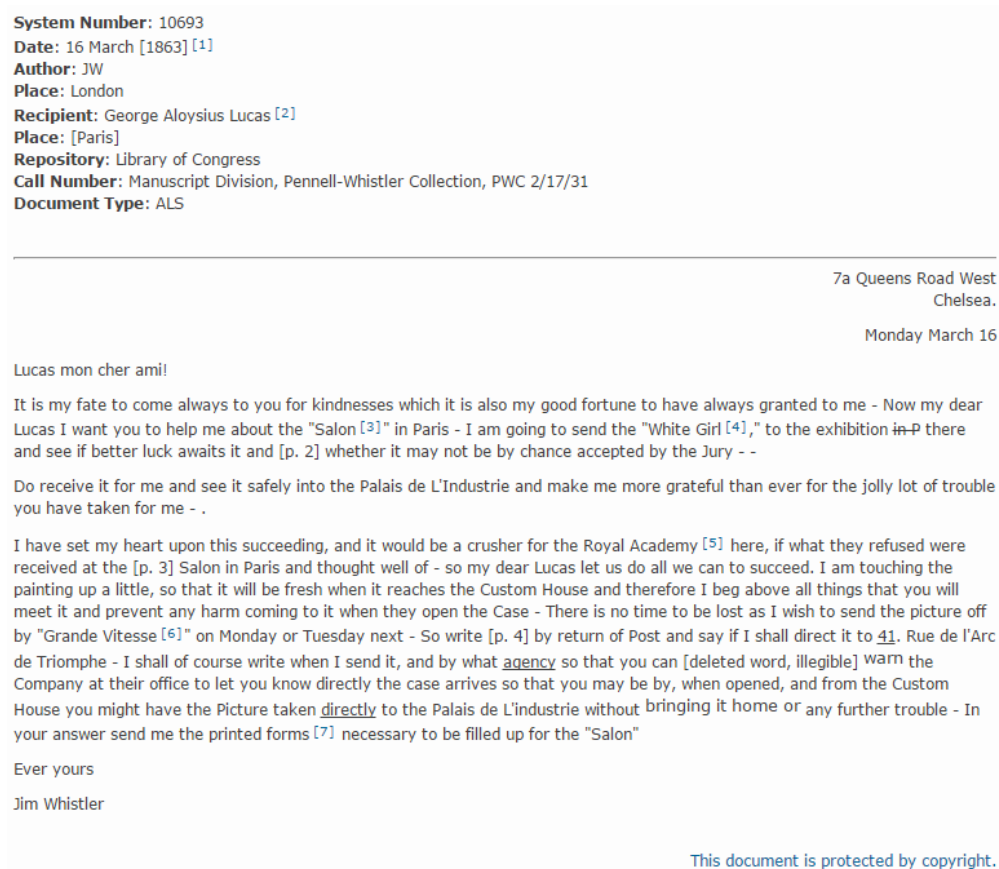 System Number: 10693
Date: 16 March [1863] [1]
Author: JW
Place: London
Recipient: George Aloysius Lucas [2]
Place: [Paris]
Repository: Library of Congress
Call Number: Manuscript Division, Pennell-Whistler Collection, PWC 2/17/31
Document Type: ALS
7a Queens Road West
Chelsea.
Monday March 16
Lucas mon cher ami!
It is my fate to come always to you for kindnesses which it is also my good fortune to have always granted to me - Now my dear
Lucas I want you to help me about the "Salon [3]" in Paris - I am going to send the "White Girl [4]," to the exhibition in P there
and see if better luck awaits it and [p. 2] whether it may not be by chance accepted by the Jury - -
Do receive it for me and see it safely into the Palais de L'Industrie and make me more grateful than ever for the jolly lot of trouble
you have taken for me - .
I have set my heart upon this succeeding, and it would be a crusher for the Royal Academy [5] here, if what they refused were
received at the [p. 3] Salon in Paris and thought well of - so my dear Lucas let us do all we can to succeed. I am touching the
painting up a little, so that it will be fresh when it reaches the Custom House and therefore I beg above all things that you will
meet it and prevent any harm coming to it when they open the Case - There is no time to be lost as I wish to send the picture off
by "Grande Vitesse [6]" on Monday or Tuesday next - So write [p. 4] by return of Post and say if I shall direct it to 41. Rue de l'Arc
de Triomphe - I shall of course write when I send it, and by what agency so that you can [deleted word, illegible] warn the
Company at their office to let you know directly the case arrives so that you may be by, when opened, and from the Custom
House you might have the Picture taken directly to the Palais de L'industrie without bringing it home or any further trouble - In
your answer send me the printed forms [7] necessary to be filled up for the "Salon"
Ever yours
Jim Whistler
This document is protected by copyright.